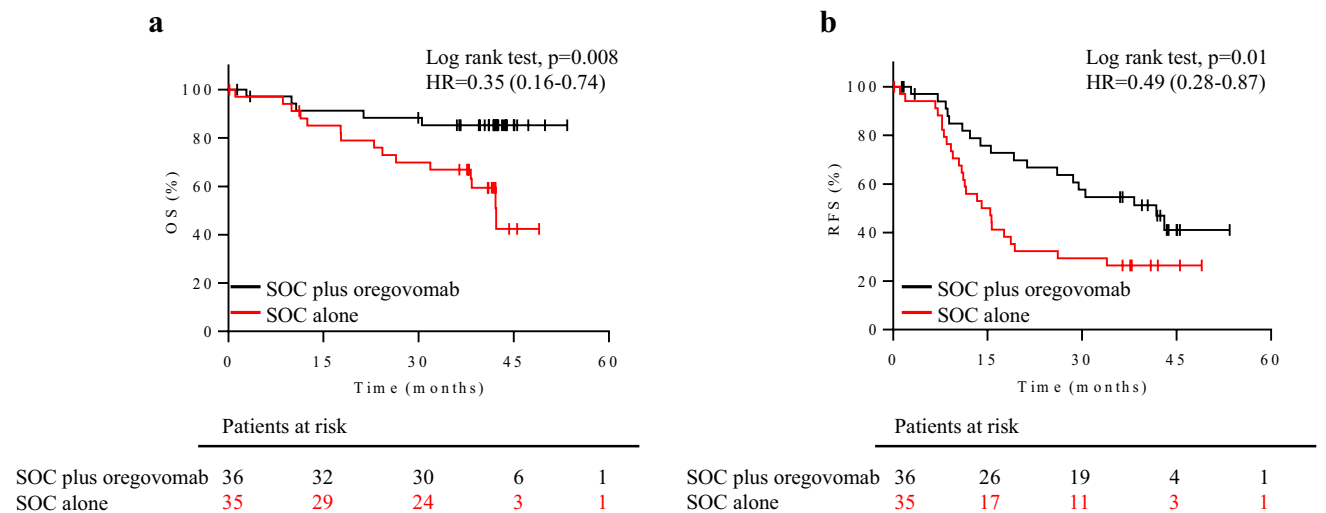 a
Log rank test, p=0.008
HR=0.35 (0.16-0.74)
100
80
60
40
20
0
OS (%)
SOC plus oregovomab
SOC alone
0 15 30 45 60
Time (months)
Patients at risk
SOC plus oregovomab 36 32 30 6 1
SOC alone 35 29 24 3 1
b
Log rank test, p=0.01
HR=0.49 (0.28-0.87)
100
80
60
40
20
0
RFS (%)
SOC plus oregovomab
SOC alone
0 15 30 45 60
Time (months)
Patients at risk
SOC plus oregovomab 36 26 19 4 1
SOC alone 35 17 11 3 1